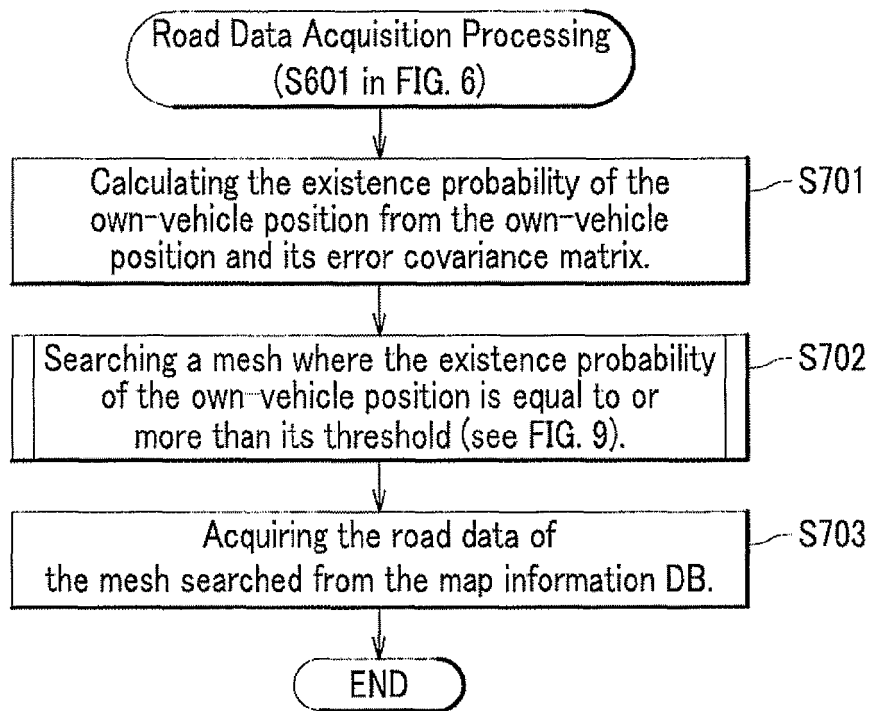 Road Data Acquisition Processing
(S601 in FIG. 6)
Calculating the existence probability of the
own-vehicle position from the own-vehicle
position and its error covariance matrix.
S701
Searching a mesh where the existence probability
of the own-vehicle position is equal to or
more than its threshold (see FIG. 9).
S702
Acquiring the road data of
the mesh searched from the map information DB.
S703
END